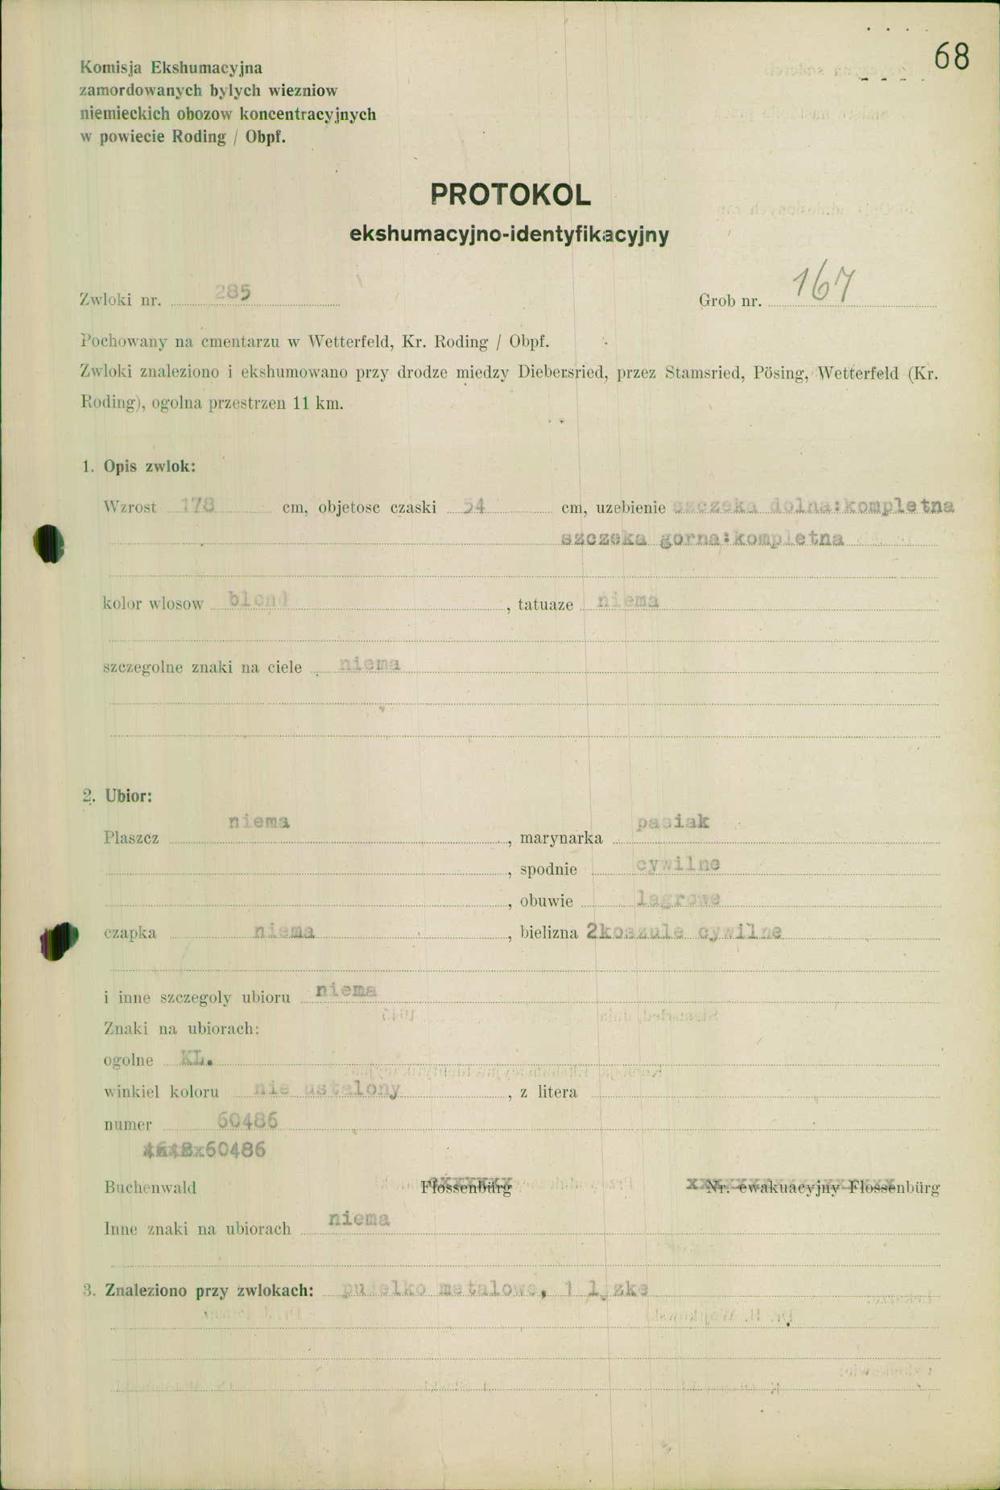 68
Komisja Ekshumacyjna
zamordowanych bylych wiezniow
niemieckich obozow koncentracyjnych
w powiecie Roding / Obpf.
PROTOKOL
ekshumacyjno-identyfikacyjny
Zwloki nr. 285 Grob nr. 167
Pochowany na cmentarzu w Wetterfeld, Kr. Roding / Obpf.
Zwloki znaleziono i ekshumowano przy drodze miedzy Diebersried, przez Stamsried, Pösing, Wetterfeld (Kr.
Roding), ogolna przestrzen 11 km.
1. Opis zwlok:
Wzrost 178 cm, objetosc czaski 54 cm, uzebienie szczeka dolna:kompletna
szczeka gorna:kompletna
kolor wlosow blond , tatuaze niema
szczegolne znaki na ciele niema
2. Ubior:
Plaszcz niema , marynarka pasiak
, spodnie cywilne
, obuwie lagrowe
czapka niema , bielizna 2koszule cywilne
i inne szczegoly ubioru niema
Znaki na ubiorach:
ogolne KL.
winkiel koloru nie ustalony , z litera
numer 60486
60486
Buchenwald Flossenbürg Nr. ewakuacyjny Flossenbürg
Inne znaki na ubiorach niema
3. Znaleziono przy zwlokach: metalowe, 1 lyzke